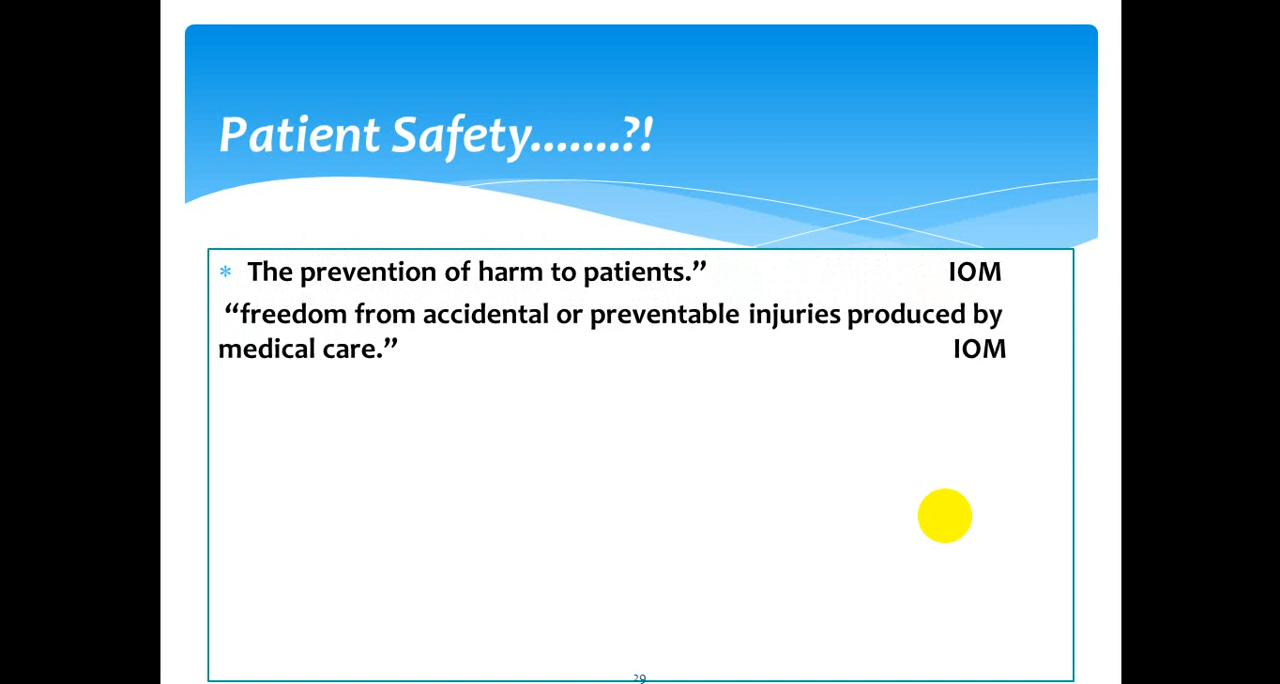 Patient Safety.......?!
* The prevention of harm to patients.” IOM
“freedom from accidental or preventable injuries produced by
medical care.” IOM
29